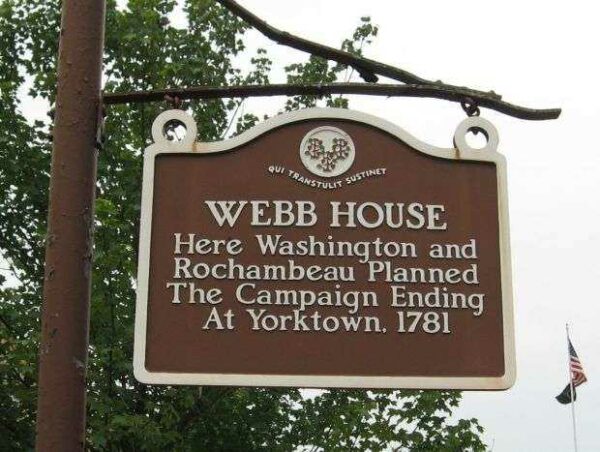 QUI TRANSTULIT SUSTINET
WEBB HOUSE
Here Washington and
Rochambeau Planned
The Campaign Ending
At Yorktown, 1781